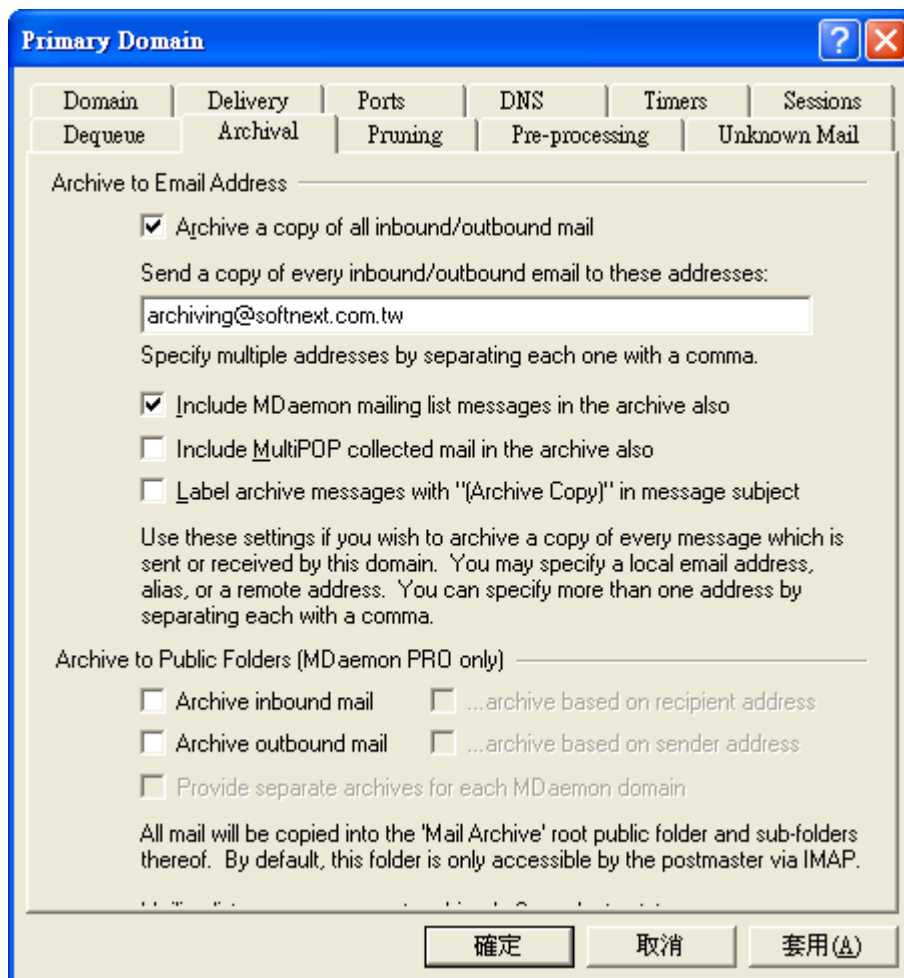 Primary Domain
Domain Delivery Ports DNS Timers Sessions
Dequeue Archival Pruning Pre-processing Unknown Mail
Archive to Email Address
Archive a copy of all inbound/outbound mail
Send a copy of every inbound/outbound email to these addresses:
archiving@softnext.com.tw
Specify multiple addresses by separating each one with a comma.
Include MDaemon mailing list messages in the archive also
Include MultiPOP collected mail in the archive also
Label archive messages with "(Archive Copy)" in message subject
Use these settings if you wish to archive a copy of every message which is
sent or received by this domain. You may specify a local email address,
alias, or a remote address. You can specify more than one address by
separating each with a comma.
Archive to Public Folders (MDaemon PRO only)
Archive inbound mail ...archive based on recipient address
Archive outbound mail ...archive based on sender address
Provide separate archives for each MDaemon domain
All mail will be copied into the 'Mail Archive' root public folder and sub-folders
thereof. By default, this folder is only accessible by the postmaster via IMAP.
確定 取消 套用(A)